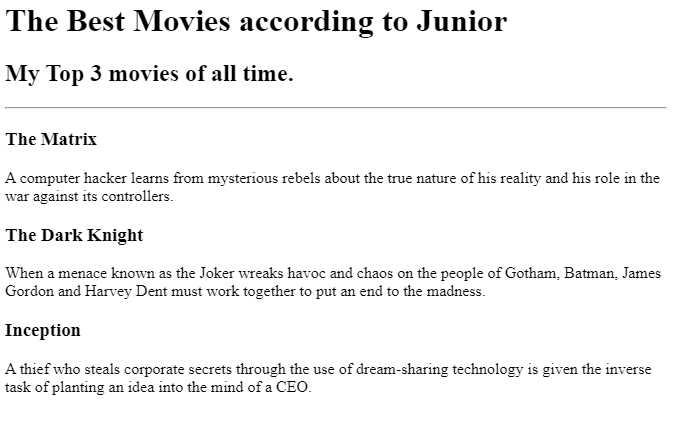 The Best Movies according to Junior
My Top 3 movies of all time.
The Matrix
A computer hacker learns from mysterious rebels about the true nature of his reality and his role in the
war against its controllers.
The Dark Knight
When a menace known as the Joker wreaks havoc and chaos on the people of Gotham, Batman, James
Gordon and Harvey Dent must work together to put an end to the madness.
Inception
A thief who steals corporate secrets through the use of dream-sharing technology is given the inverse
task of planting an idea into the mind of a CEO.